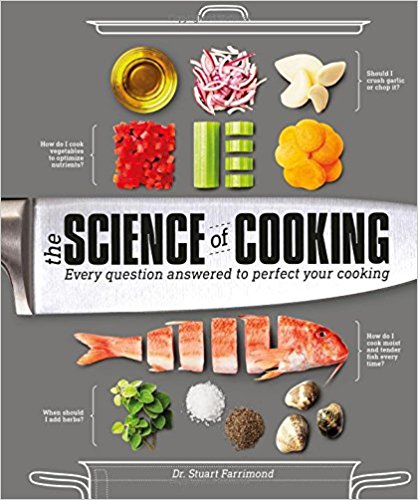 Should I
crush garlic
or chop it?
How do I cook
vegetables
to optimize
nutrients?
the SCIENCE of COOKING
Every question answered to perfect your cooking
How do I
cook moist
and tender
fish every
time?
When should
I add herbs?
Dr. Stuart Farrimond